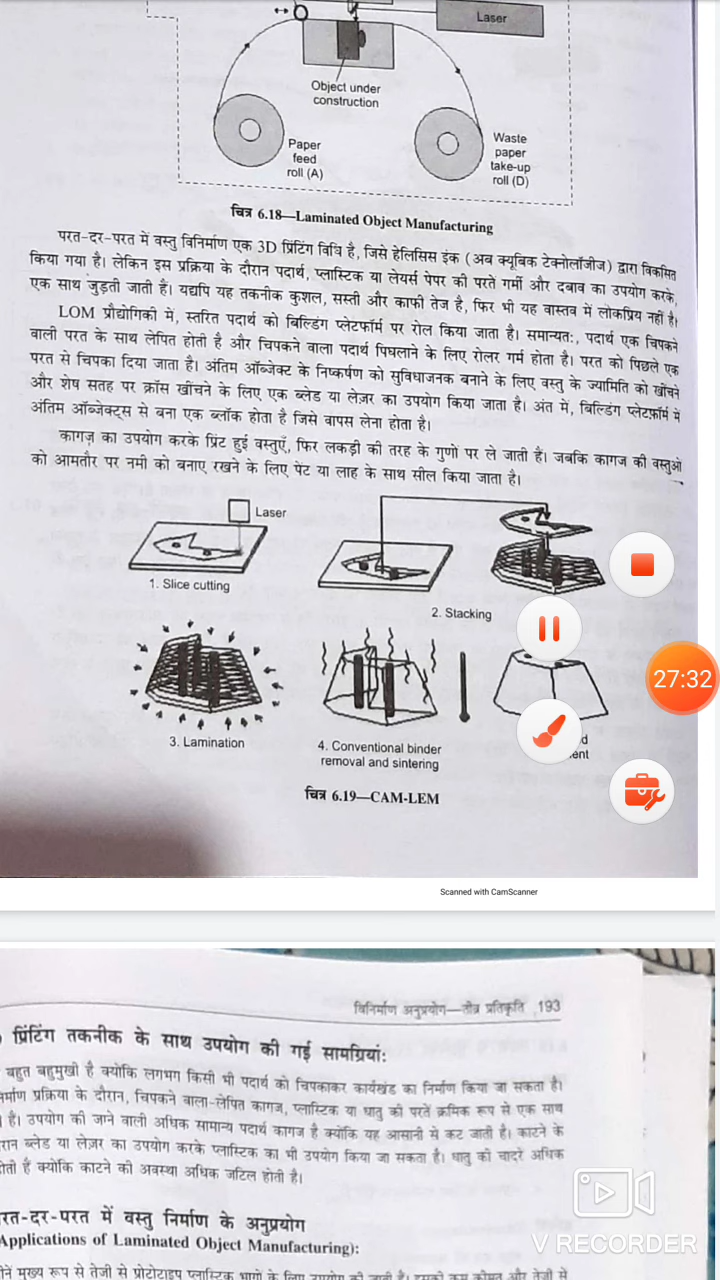 Laser
Object under
construction
Paper
feed
roll (A)
Waste
paper
take-up
roll (D)
चित्र 6.18—Laminated Object Manufacturing
परत-दर-परत में वस्तु विनिर्माण एक 3D प्रिंटिंग विधि है, जिसे हेलिसिस इंक (अब क्यूबिक टेक्नोलॉजीज) द्वारा विकसित
किया गया है। लेकिन इस प्रक्रिया के दौरान पदार्थ, प्लास्टिक या लेयर्स पेपर की परतें गर्मी और दबाव का उपयोग करके,
एक साथ जुड़ती जाती है। यद्यपि यह तकनीक कुशल, सस्ती और काफी तेज है, फिर भी यह वास्तव में लोकप्रिय नहीं है।
LOM प्रौद्योगिकी में, स्तरित पदार्थ को बिल्डिंग प्लेटफॉर्म पर रोल किया जाता है। समान्यतः, पदार्थ एक चिपकने
वाली परत के साथ लेपित होती है और चिपकने वाला पदार्थ पिघलाने के लिए रोलर गर्म होता है। परत को पिछले एक
परत से चिपका दिया जाता है। अंतिम ऑब्जेक्ट के निष्कर्षण को सुविधाजनक बनाने के लिए वस्तु के ज्यामिति को खींचने
और शेष सतह पर क्रॉस खींचने के लिए एक ब्लेड या लेज़र का उपयोग किया जाता है। अंत में, बिल्डिंग प्लेटफ़ॉर्म में
अंतिम ऑब्जेक्ट्स से बना एक ब्लॉक होता है जिसे वापस लेना होता है।
कागज़ का उपयोग करके प्रिंट हुई वस्तुएँ, फिर लकड़ी की तरह के गुणों पर ले जाती हैं। जबकि कागज की वस्तुओं
को आमतौर पर नमी को बनाए रखने के लिए पेंट या लाह के साथ सील किया जाता है।
Laser
1. Slice cutting
2. Stacking
27:32
3. Lamination
4. Conventional binder
removal and sintering
चित्र 6.19—CAM-LEM
Scanned with CamScanner
विनिर्माण अनुप्रयोग—तीव्र प्रतिकृति 193
प्रिंटिंग तकनीक के साथ उपयोग की गई सामग्रियां:
बहुत बहुमुखी है क्योंकि लगभग किसी भी पदार्थ को चिपकाकर कार्यखंड का निर्माण किया जा सकता है।
प्रक्रिया के दौरान, चिपकने वाला-लेपित कागज, प्लास्टिक या धातु की परतें क्रमिक रूप से एक साथ
हैं। उपयोग की जाने वाली अधिक सामान्य पदार्थ कागज है क्योंकि यह आसानी से कट जाती है। काटने के
ब्लेड या लेज़र का उपयोग करके प्लास्टिक का भी उपयोग किया जा सकता है। धातु की चादरें अधिक
होती हैं क्योंकि काटने की अवस्था अधिक जटिल होती है।
परत-दर-परत में वस्तु निर्माण के अनुप्रयोग
Applications of Laminated Object Manufacturing):
मुख्य रूप से तेजी से प्रोटोटाइप प्लास्टिक भागों के लिए उपयोग की जाती हैं। इसकी कम कीमत और तेजी से
V RECORDER